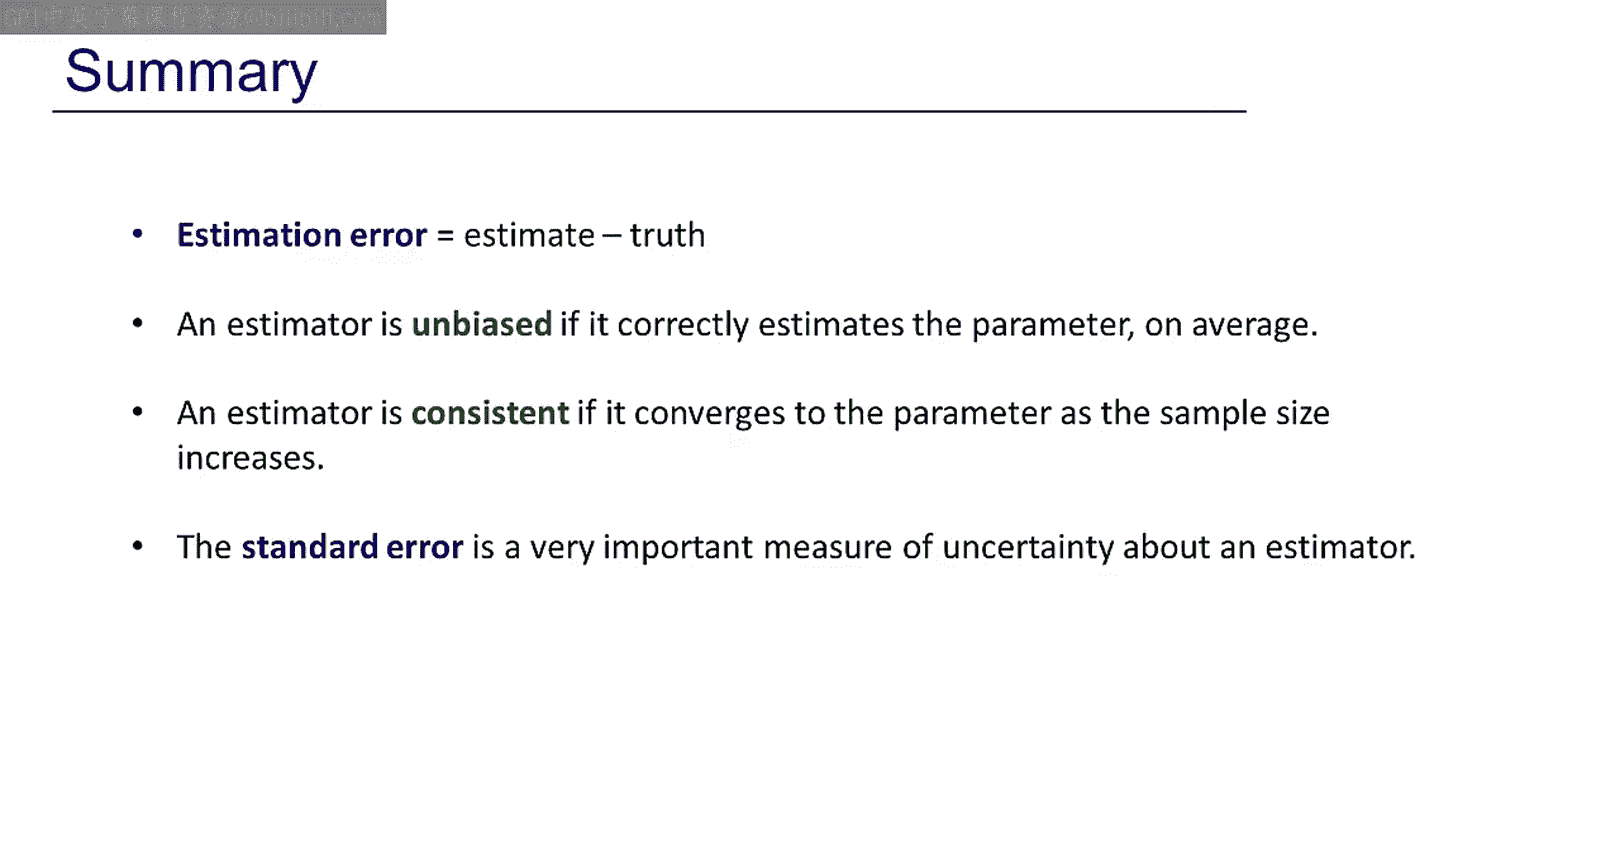 Summary
• Estimation error = estimate – truth
• An estimator is unbiased if it correctly estimates the parameter, on average.
• An estimator is consistent if it converges to the parameter as the sample size
increases.
• The standard error is a very important measure of uncertainty about an estimator.